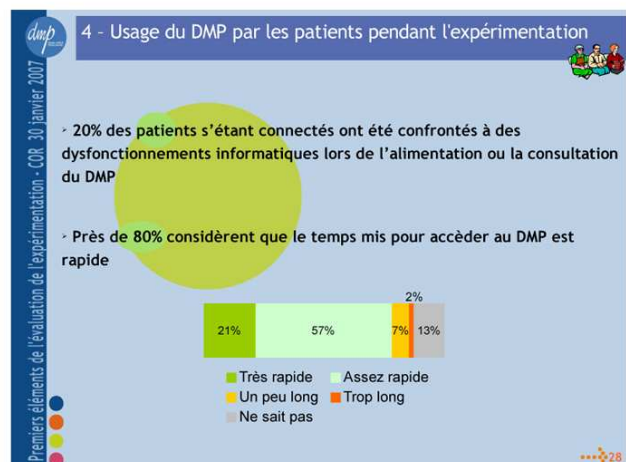 dmp
4 - Usage du DMP par les patients pendant l'expérimentation
Premiers éléments de l'évaluation de l'expérimentation - COR 30 janvier 2007
20% des patients s'étant connectés ont été confrontés à des
dysfonctionnements informatiques lors de l'alimentation ou la consultation
du DMP
Près de 80% considèrent que le temps mis pour accèder au DMP est
rapide
2%
21% 57% 7% 13%
Très rapide Assez rapide
Un peu long Trop long
Ne sait pas
28